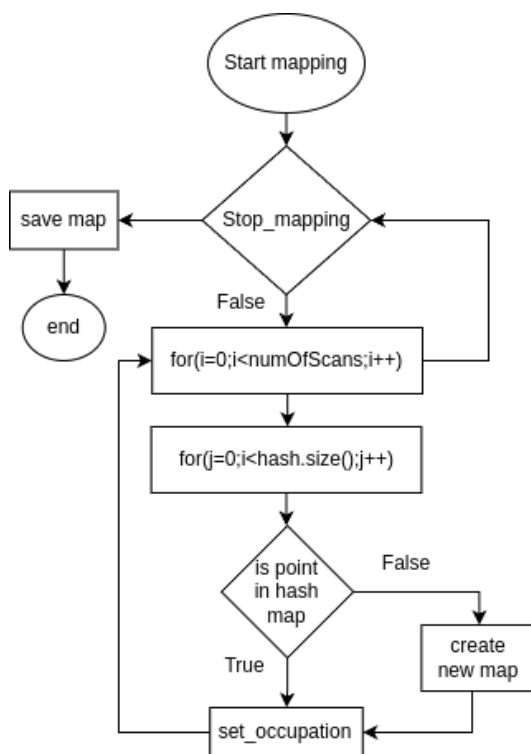 Start mapping
Stop_mapping
save map
end
False
for(i=0;i<numOfScans;i++)
for(j=0;i<hash.size();j++)
is point
in hash
map
False
True
create
new map
set_occupation